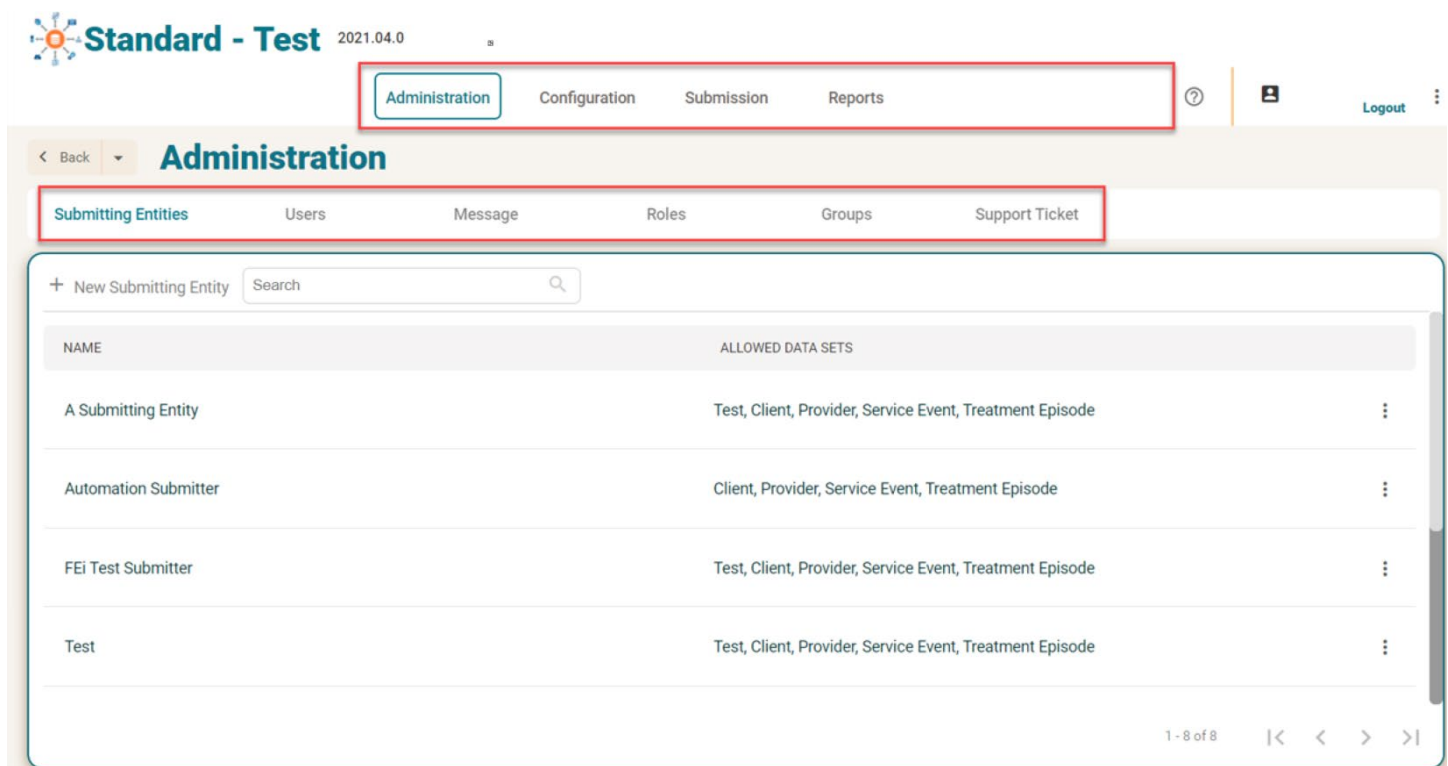 Standard - Test 2021.04.0
Administration Configuration Submission Reports
Logout
Back Administration
Submitting Entities Users Message Roles Groups Support Ticket
+ New Submitting Entity Search
NAME ALLOWED DATA SETS
A Submitting Entity Test, Client, Provider, Service Event, Treatment Episode
Automation Submitter Client, Provider, Service Event, Treatment Episode
FEi Test Submitter Test, Client, Provider, Service Event, Treatment Episode
Test Test, Client, Provider, Service Event, Treatment Episode
1 - 8 of 8